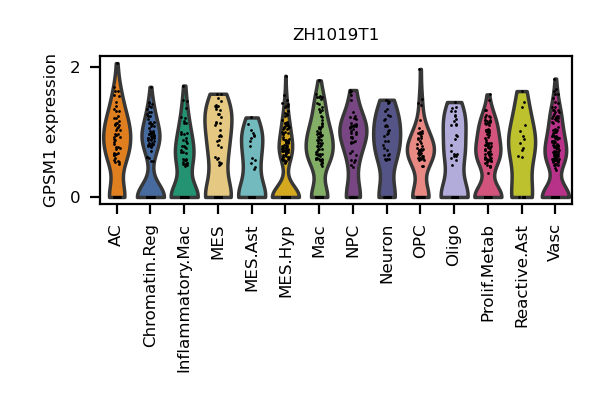 ZH1019T1
GPSM1 expression
2
0
AC
Chromatin.Reg
Inflammatory.Mac
MES
MES.Ast
MES.Hyp
Mac
NPC
Neuron
OPC
Oligo
Prolif.Metab
Reactive.Ast
Vasc